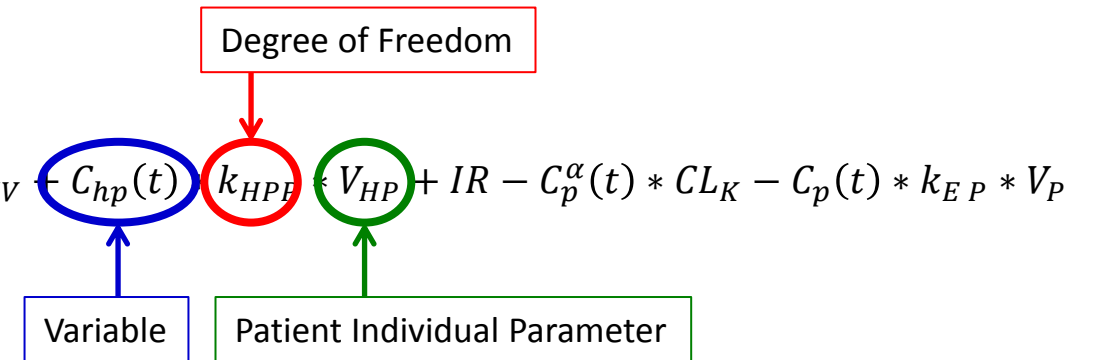 Degree of Freedom
V + C_hp(t) * k_HPP * V_HP + IR − C_p^α(t) * CL_K − C_p(t) * k_E P * V_P
Variable
Patient Individual Parameter